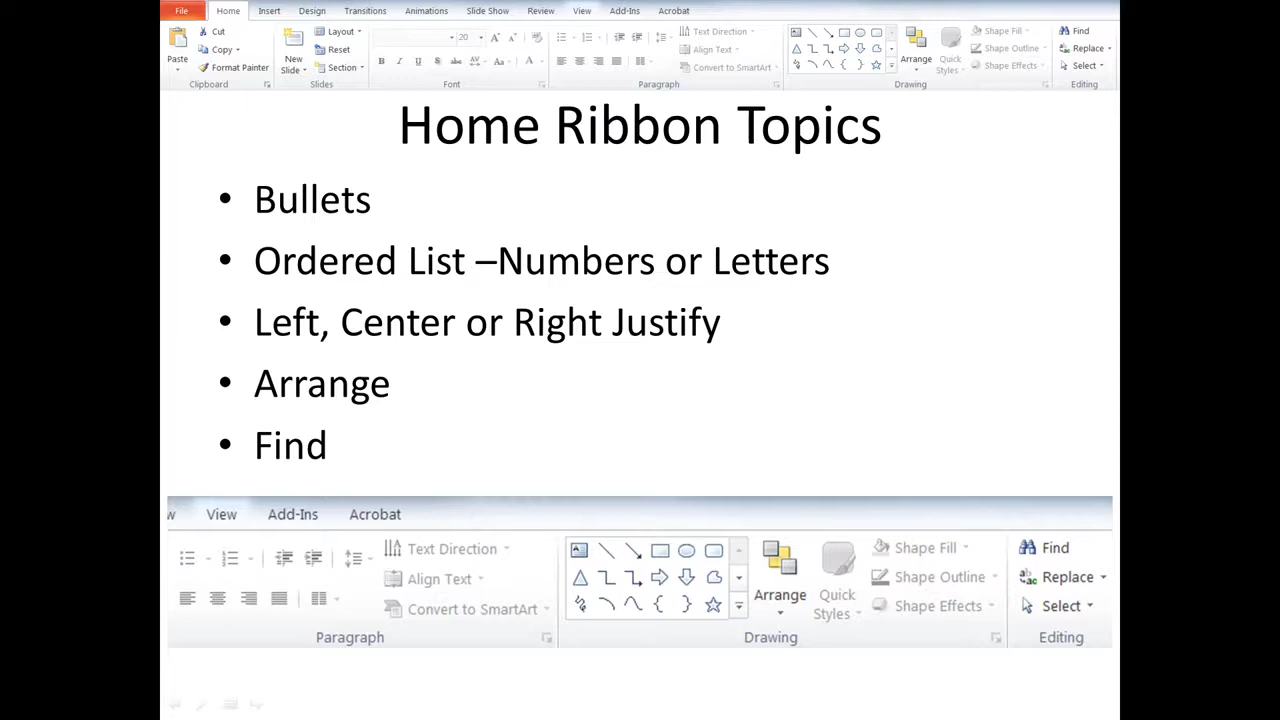 File Home Insert Design Transitions Animations Slide Show Review View Add-Ins Acrobat
Cut Layout 20 Text Direction Shape Fill Find
Copy Reset Align Text Shape Outline Replace
Paste Format Painter New Slide Section B I U S abc AV Aa A Convert to SmartArt Arrange Quick Styles Shape Effects Select
Clipboard Slides Font Paragraph Drawing Editing
Home Ribbon Topics
• Bullets
• Ordered List –Numbers or Letters
• Left, Center or Right Justify
• Arrange
• Find
w View Add-Ins Acrobat
Text Direction Shape Fill Find
Align Text Arrange Quick Styles Shape Outline Replace
Convert to SmartArt Shape Effects Select
Paragraph Drawing Editing